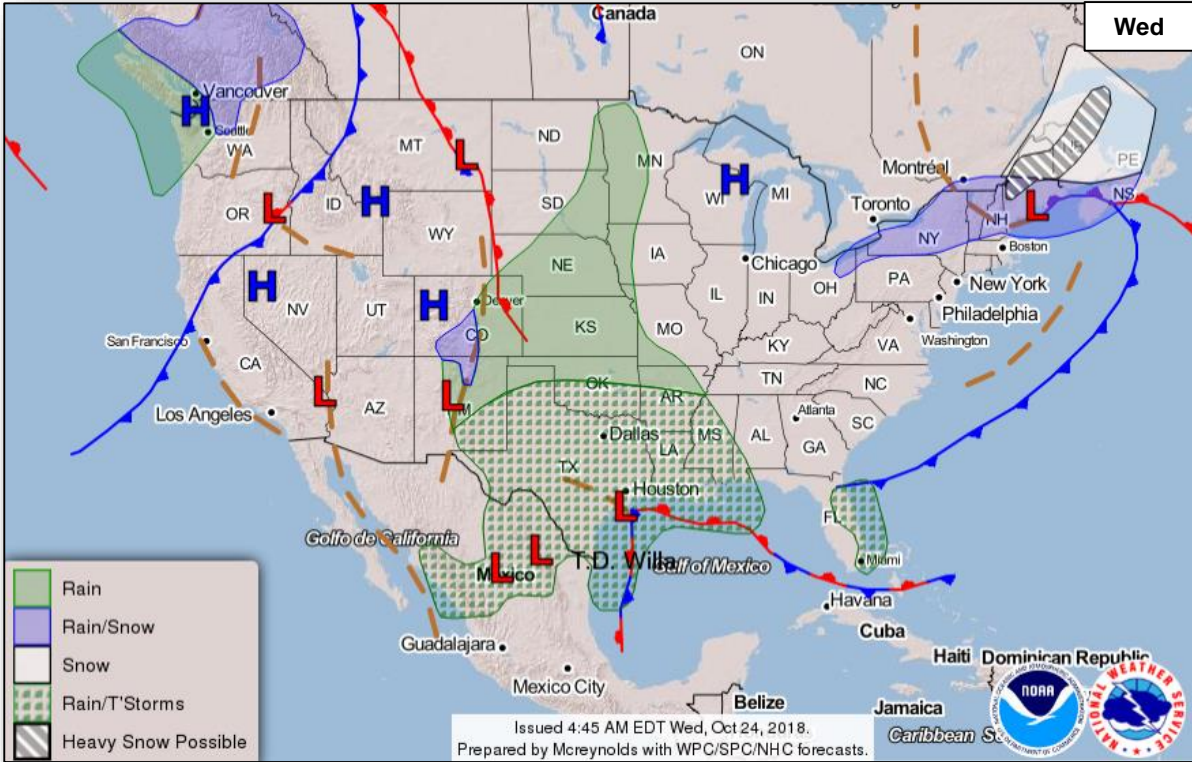 Wed
Canada
ON
Vancouver
H
Seattle
WA
MT
L
ND
MN
Montréal
PE
OR
L
ID
H
SD
WI
H
MI
Toronto
NH
L
NS
WY
NY
Boston
H
NV
UT
H
Denver
CO
NE
IA
Chicago
IL
IN
OH
PA
New York
Philadelphia
San Francisco
CA
KS
MO
KY
VA
Washington
Los Angeles
L
AZ
L
OK
AR
TN
NC
Atlanta
SC
Dallas
LA
MS
AL
GA
TX
Houston
L
FL
Golfo de California
L
L
T.D. Willa
Gulf of Mexico
Mexico
Miami
Havana
Cuba
Guadalajara
Mexico City
Haiti
Dominican Republic
Belize
Jamaica
Caribbean S
Rain
Rain/Snow
Snow
Rain/T'Storms
Heavy Snow Possible
Issued 4:45 AM EDT Wed, Oct 24, 2018.
Prepared by Mcreynolds with WPC/SPC/NHC forecasts.
NOAA
NATIONAL WEATHER SERVICE